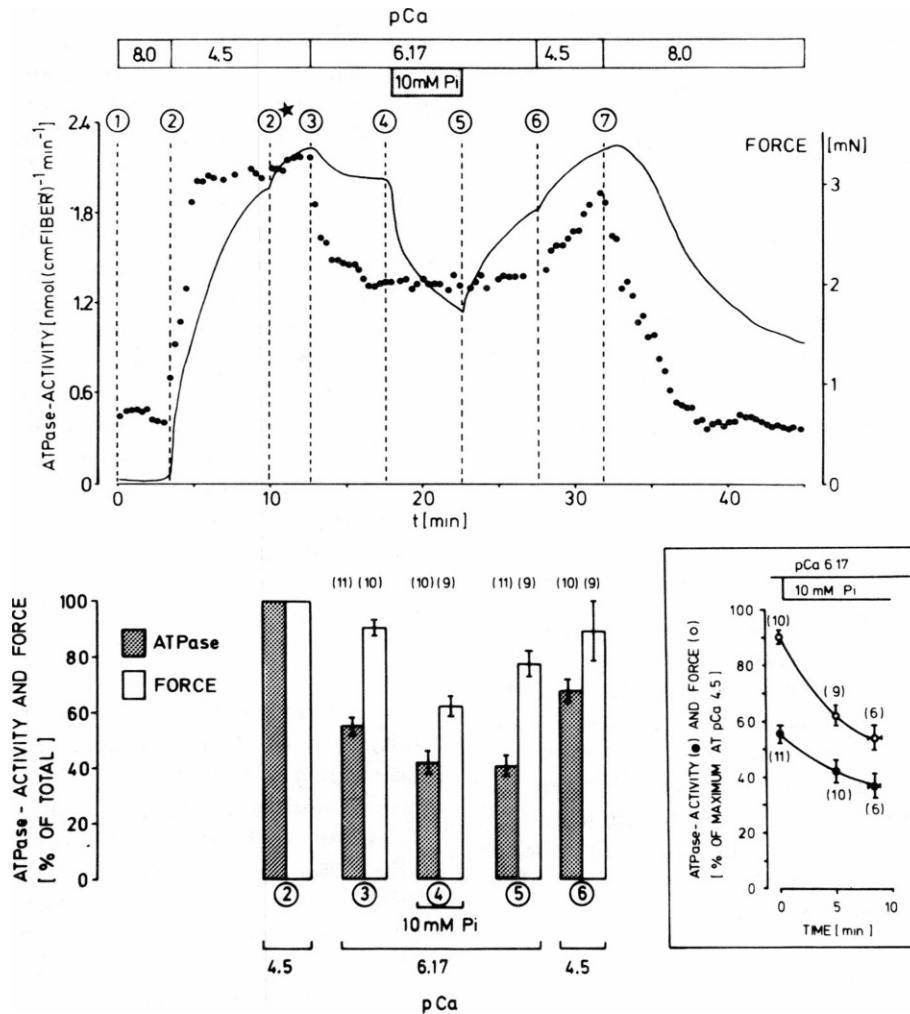 pCa
8.0 4.5 6.17 4.5 8.0
10mM Pi
① ② ② ★ ③ ④ ⑤ ⑥ ⑦
FORCE [mN]
ATPase-ACTIVITY [nmol (cmFIBER)⁻¹ min⁻¹]
2.4
1.8
1.2
0.6
0
3
2
1
0
0 10 20 30 40
t [min]
(11) (10) (10) (9) (11) (9) (10) (9)
ATPase - ACTIVITY AND FORCE
[% OF TOTAL]
100
80
60
40
20
0
ATPase
FORCE
② ③ ④ ⑤ ⑥
10 mM Pi
4.5 6.17 4.5
pCa
pCa 6.17
10 mM Pi
ATPase-ACTIVITY (●) AND FORCE (o)
[% OF MAXIMUM AT pCa 4.5]
100
80
60
40
20
0
(10)
(9)
(6)
(11)
(10)
(6)
0 5 10
TIME [min]